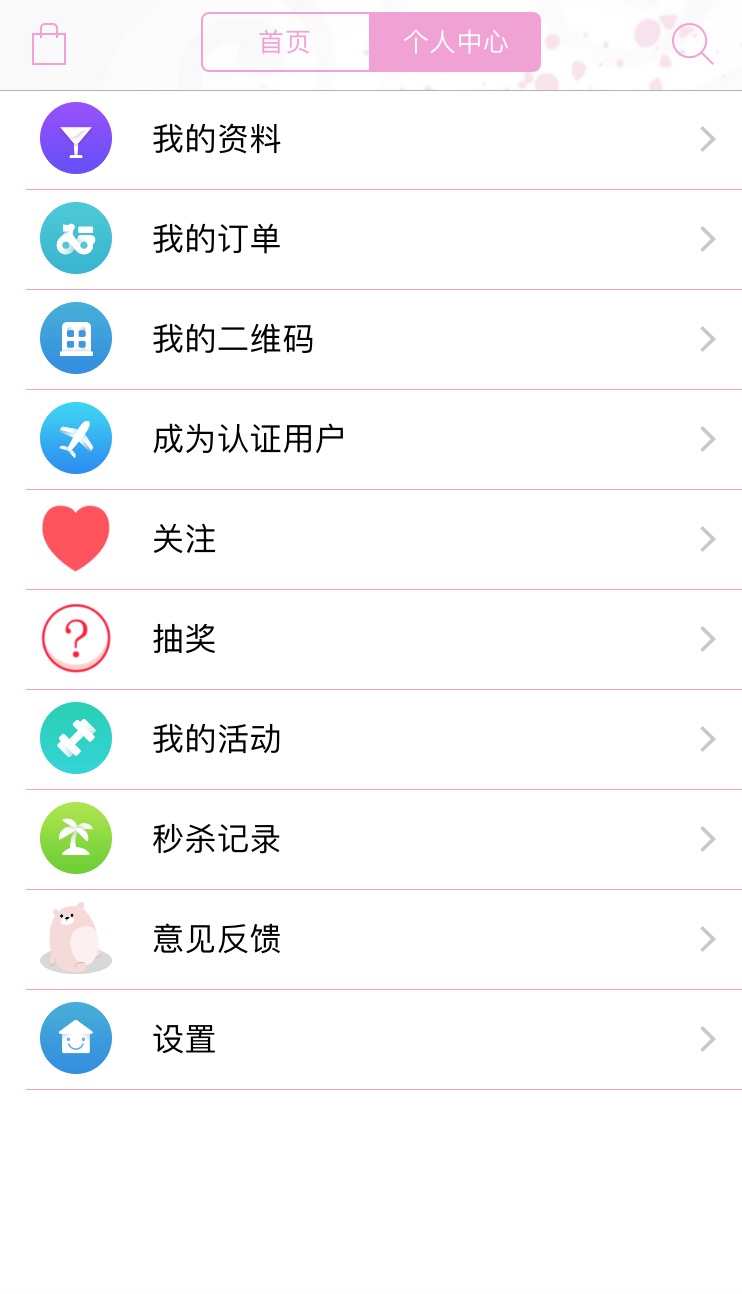 首页
个人中心
我的资料
我的订单
我的二维码
成为认证用户
关注
抽奖
我的活动
秒杀记录
意见反馈
设置